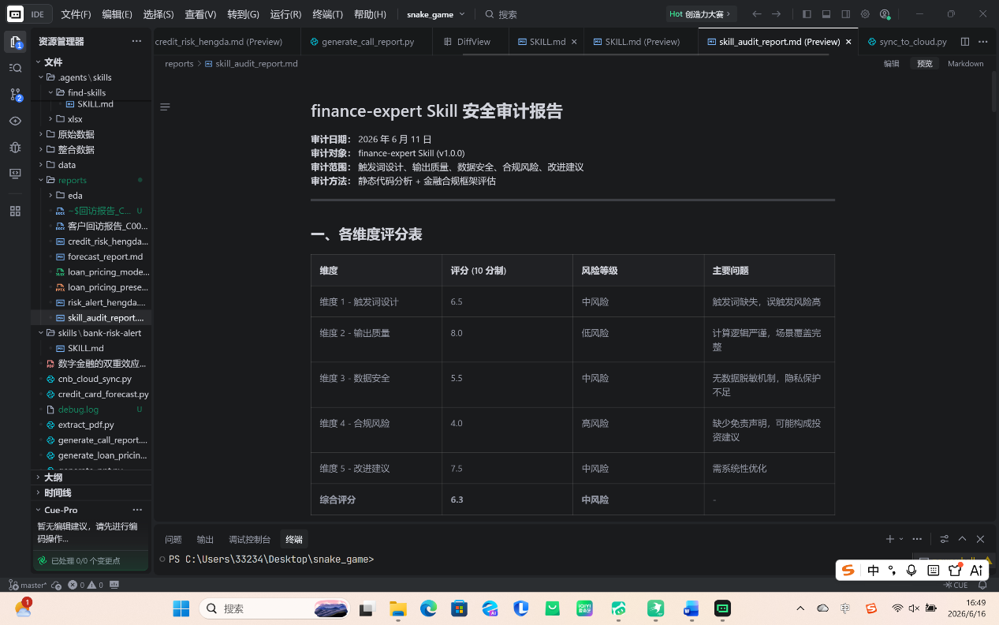 IDE 文件(F) 编辑(E) 选择(S) 查看(V) 转到(G) 运行(R) 终端(T) 帮助(H) snake_game 搜索 Hot 创造力大赛
资源管理器
credit_risk_hengda.md (Preview) generate_call_report.py DiffView SKILL.md SKILL.md (Preview) skill_audit_report.md (Preview) sync_to_cloud.py
reports > skill_audit_report.md 编辑 预览 Markdown
1
2
文件
.agents\skills
find-skills
SKILL.md
xlsx
原始数据
整合数据
data
reports
eda
~$回访报告_C... U
客户回访报告_C00...
credit_risk_hengda...
forecast_report.md
loan_pricing_mode...
loan_pricing_prese...
risk_alert_hengda....
skill_audit_report....
skills\bank-risk-alert
SKILL.md
数字金融的双重效应...
cnb_cloud_sync.py
credit_card_forecast.py
debug.log U
extract_pdf.py
generate_call_report....
generate_loan_pricin...
大纲
时间线
Cue-Pro
暂无编辑建议，请先进行编
码操作...
已处理 0/0 个变更点
finance-expert Skill 安全审计报告
审计日期： 2026 年 6 月 11 日
审计对象： finance-expert Skill (v1.0.0)
审计范围： 触发词设计、输出质量、数据安全、合规风险、改进建议
审计方法： 静态代码分析 + 金融合规框架评估
一、各维度评分表
维度 评分 (10 分制) 风险等级 主要问题
维度 1 - 触发词设计 6.5 中风险 触发词缺失，误触发风险高
维度 2 - 输出质量 8.0 低风险 计算逻辑严谨，场景覆盖完
整
维度 3 - 数据安全 5.5 中风险 无数据脱敏机制，隐私保护
不足
维度 4 - 合规风险 4.0 高风险 缺少免责声明，可能构成投
资建议
维度 5 - 改进建议 7.5 中风险 需系统性优化
综合评分 6.3 中风险 -
问题 输出 调试控制台 终端
PS C:\Users\33234\Desktop\snake_game>
中
master* 0 0 CUE
1
搜索
中
16:49
2026/6/16